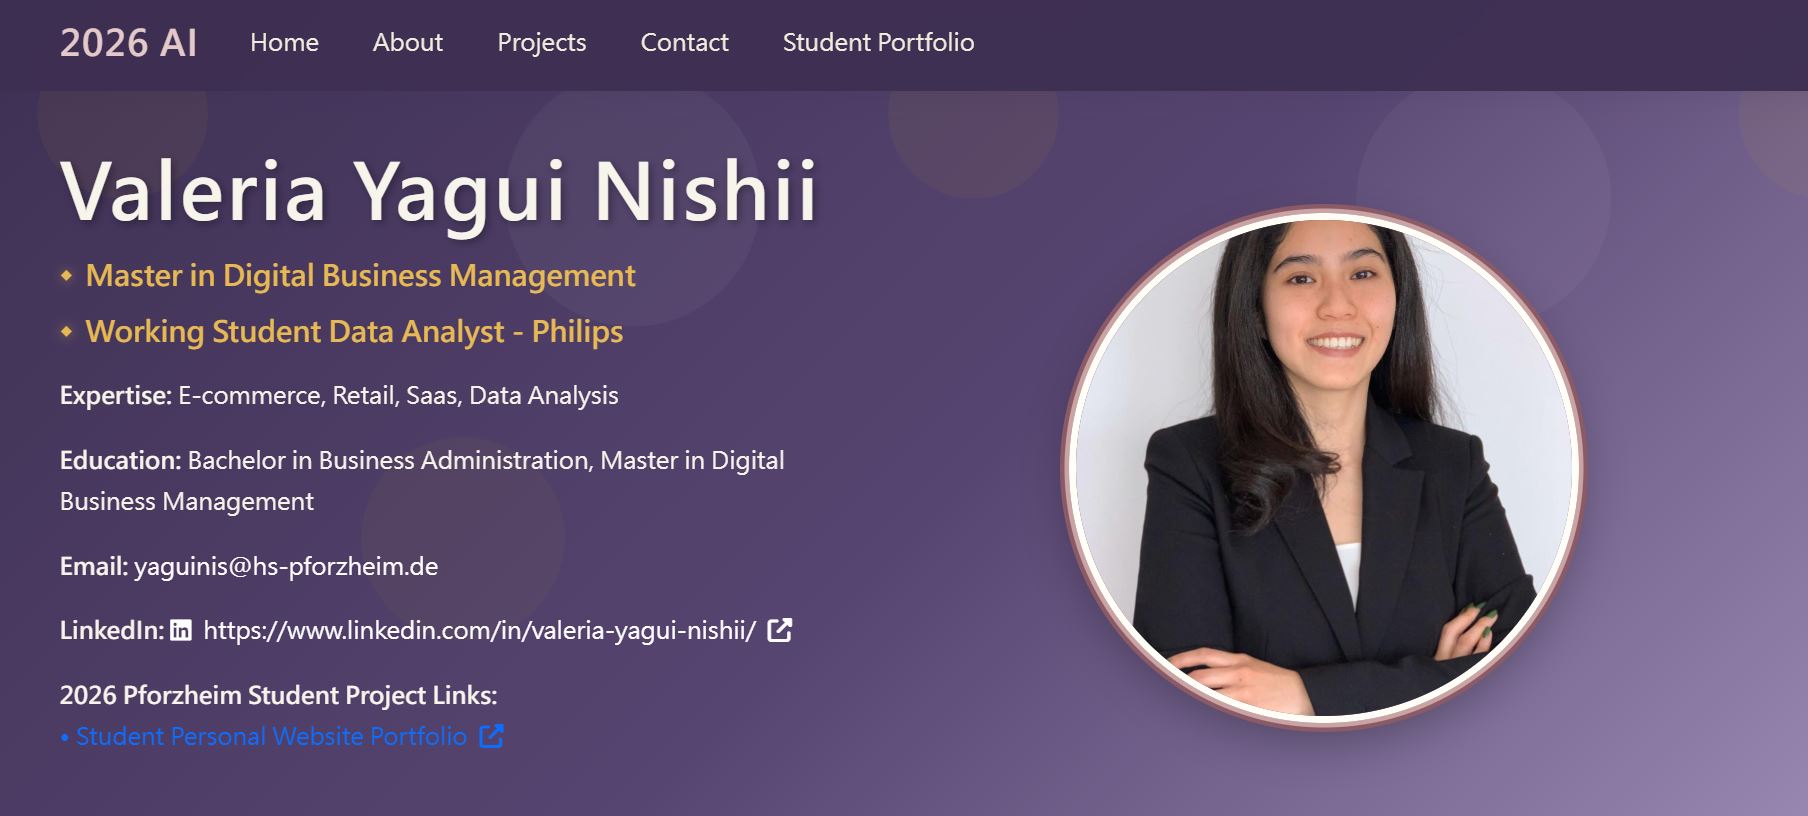 2026 AI Home About Projects Contact Student Portfolio
Valeria Yagui Nishii
Master in Digital Business Management
Working Student Data Analyst - Philips
Expertise: E-commerce, Retail, Saas, Data Analysis
Education: Bachelor in Business Administration, Master in Digital
Business Management
Email: yaguinis@hs-pforzheim.de
LinkedIn: in https://www.linkedin.com/in/valeria-yagui-nishii/
2026 Pforzheim Student Project Links:
• Student Personal Website Portfolio